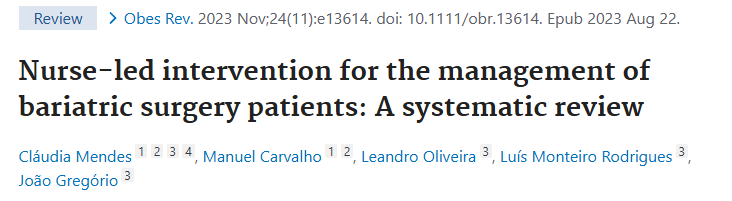 Review > Obes Rev. 2023 Nov;24(11):e13614. doi: 10.1111/obr.13614. Epub 2023 Aug 22.
Nurse-led intervention for the management of
bariatric surgery patients: A systematic review
Cláudia Mendes 1 2 3 4, Manuel Carvalho 1 2, Leandro Oliveira 3, Luís Monteiro Rodrigues 3,
João Gregório 3